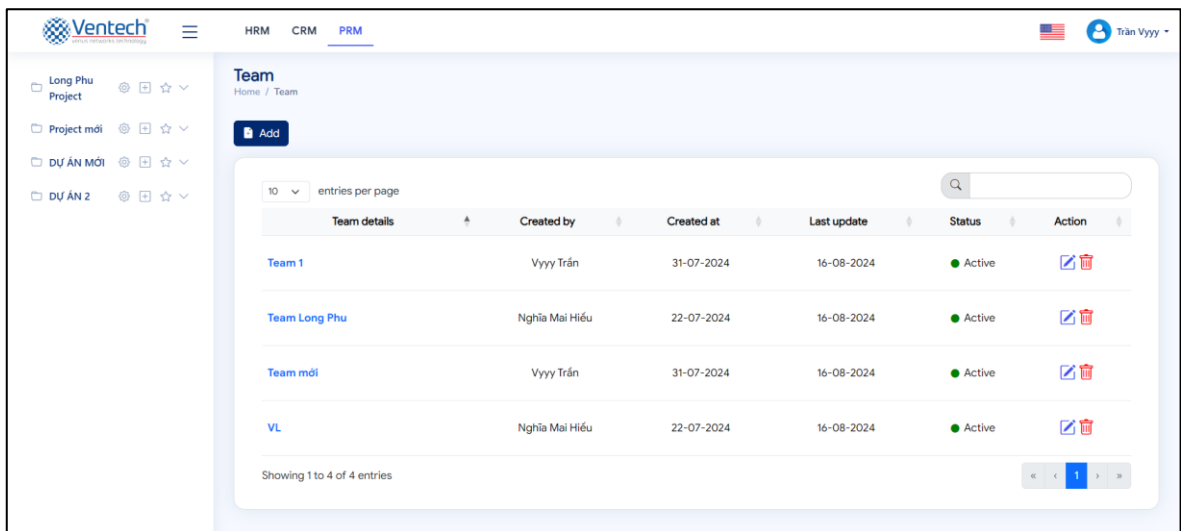 Ventech
venus networks technology
HRM CRM PRM
Trần Vyyy
Long Phu
Project
Project mới
DỰ ÁN MỚI
DỰ ÁN 2
Team
Home / Team
Add
10 entries per page
Team details Created by Created at Last update Status Action
Team 1 Vyyy Trần 31-07-2024 16-08-2024 Active
Team Long Phu Nghĩa Mai Hiếu 22-07-2024 16-08-2024 Active
Team mới Vyyy Trần 31-07-2024 16-08-2024 Active
VL Nghĩa Mai Hiếu 22-07-2024 16-08-2024 Active
Showing 1 to 4 of 4 entries
« ‹ 1 › »